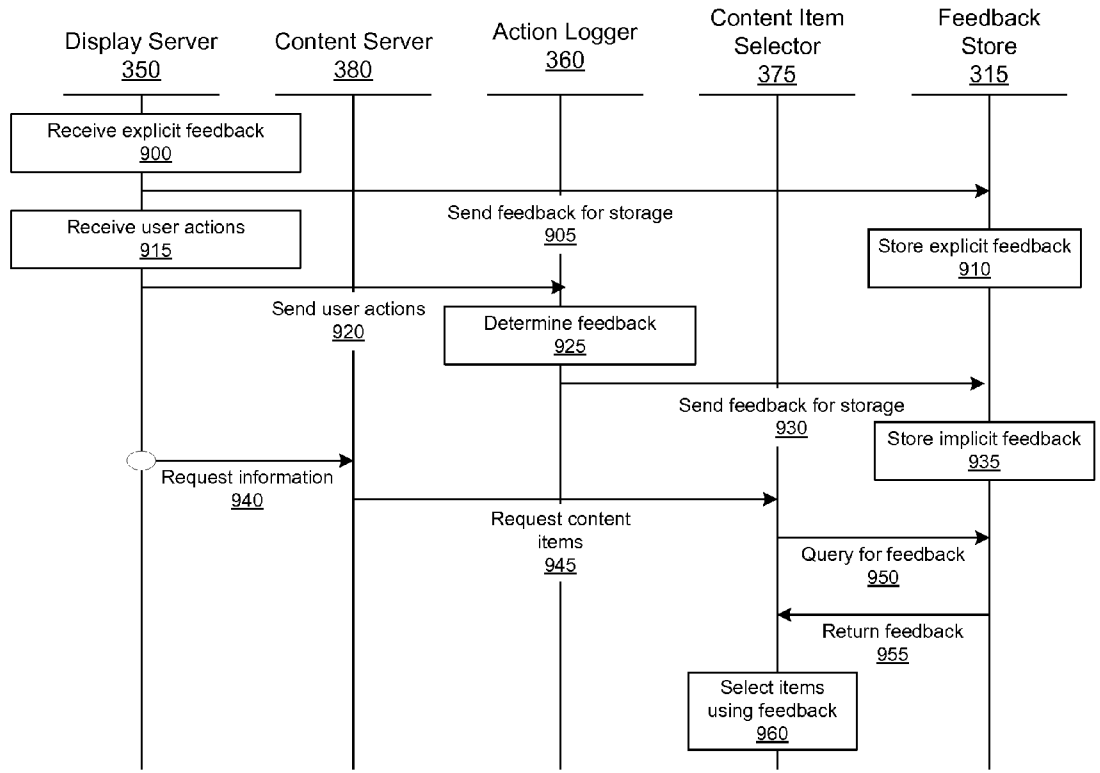 Display Server
350
Content Server
380
Action Logger
360
Content Item
Selector
375
Feedback
Store
315
Receive explicit feedback
900
Send feedback for storage
905
Receive user actions
915
Store explicit feedback
910
Send user actions
920
Determine feedback
925
Send feedback for storage
930
Store implicit feedback
935
Request information
940
Request content
items
945
Query for feedback
950
Return feedback
955
Select items
using feedback
960